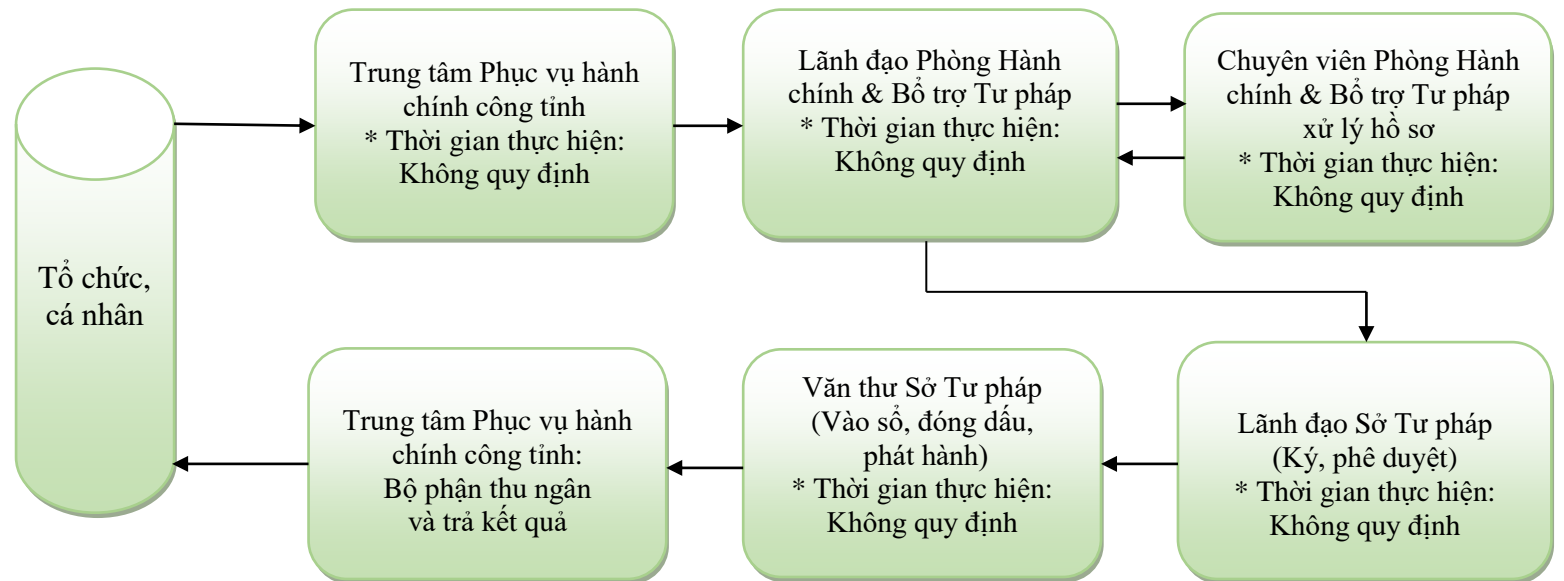 Tổ chức,
cá nhân
Trung tâm Phục vụ hành
chính công tỉnh
* Thời gian thực hiện:
Không quy định
Lãnh đạo Phòng Hành
chính & Bổ trợ Tư pháp
* Thời gian thực hiện:
Không quy định
Chuyên viên Phòng Hành
chính & Bổ trợ Tư pháp
xử lý hồ sơ
* Thời gian thực hiện:
Không quy định
Lãnh đạo Sở Tư pháp
(Ký, phê duyệt)
* Thời gian thực hiện:
Không quy định
Văn thư Sở Tư pháp
(Vào sổ, đóng dấu,
phát hành)
* Thời gian thực hiện:
Không quy định
Trung tâm Phục vụ hành
chính công tỉnh:
Bộ phận thu ngân
và trả kết quả